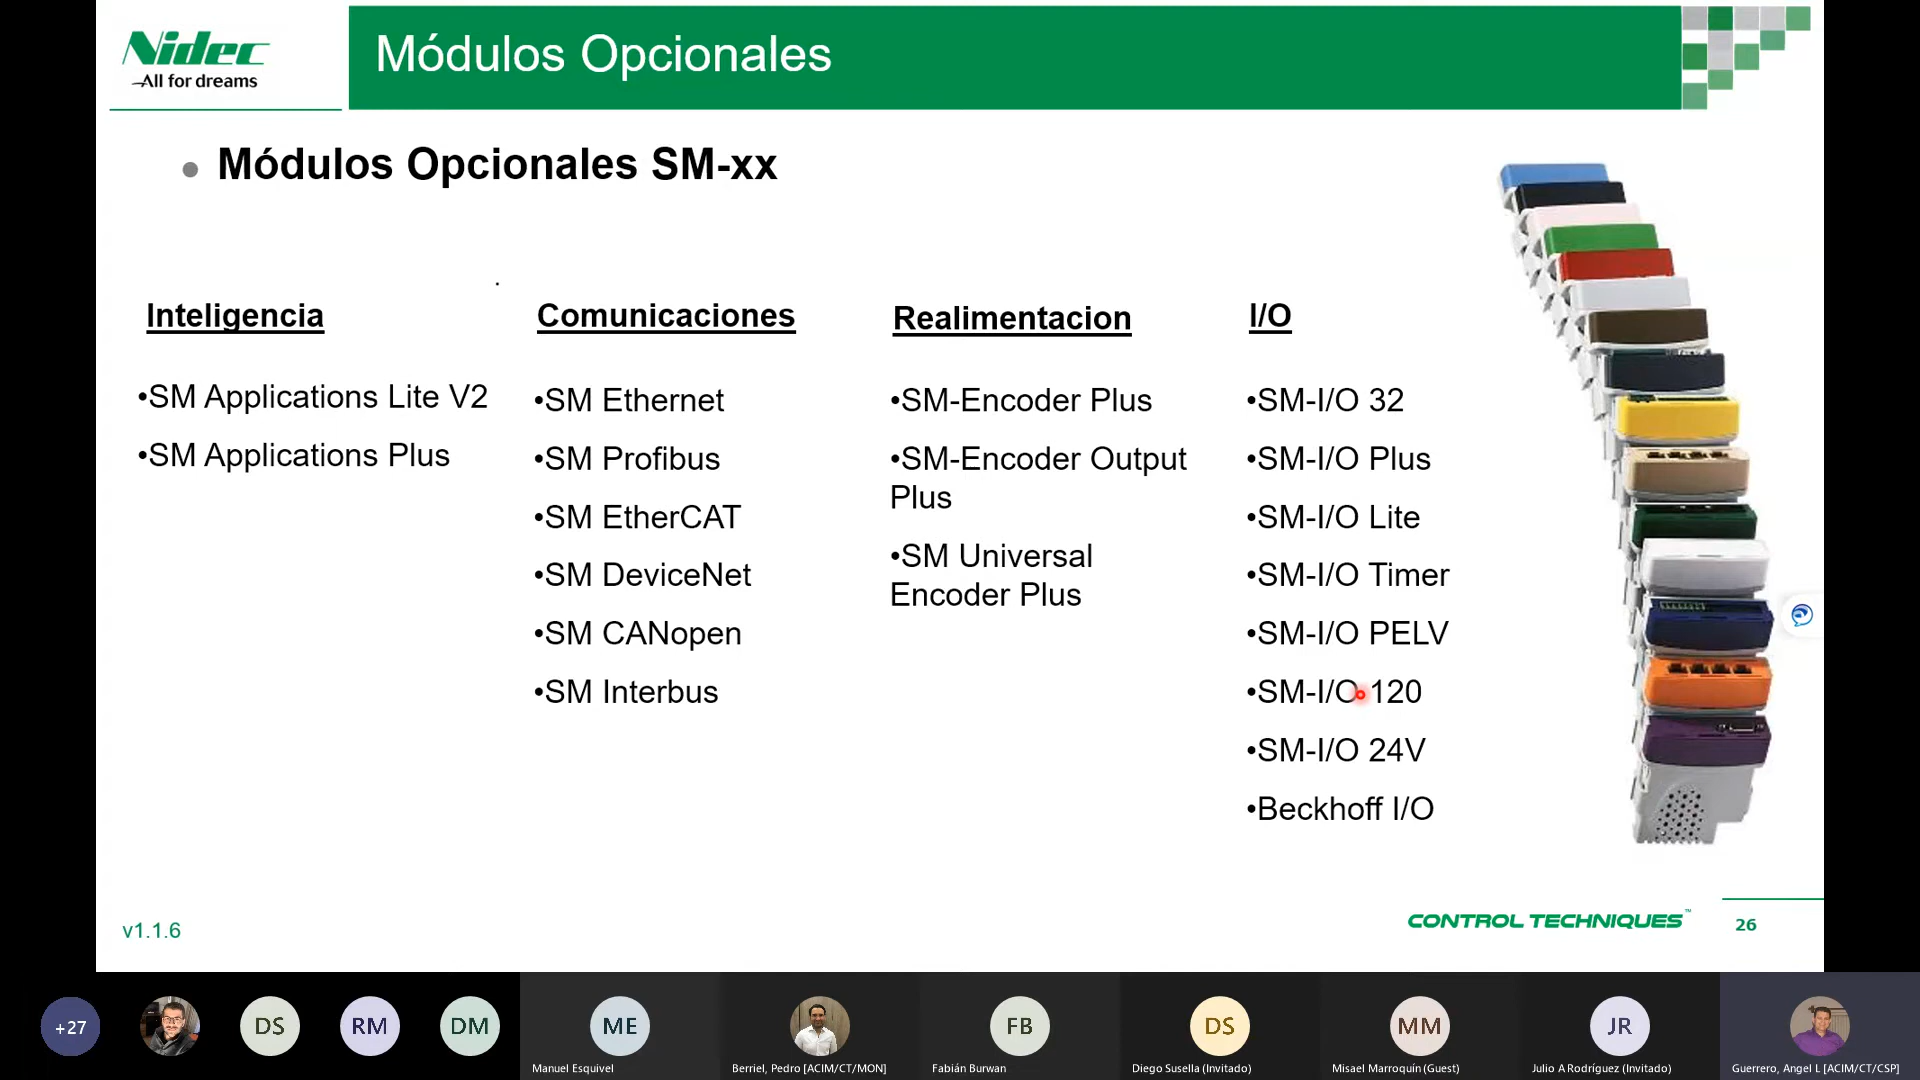 Nidec
All for dreams
Módulos Opcionales
• Módulos Opcionales SM-xx
Inteligencia
•SM Applications Lite V2
•SM Applications Plus
Comunicaciones
•SM Ethernet
•SM Profibus
•SM EtherCAT
•SM DeviceNet
•SM CANopen
•SM Interbus
Realimentacion
•SM-Encoder Plus
•SM-Encoder Output
Plus
•SM Universal
Encoder Plus
I/O
•SM-I/O 32
•SM-I/O Plus
•SM-I/O Lite
•SM-I/O Timer
•SM-I/O PELV
•SM-I/O 120
•SM-I/O 24V
•Beckhoff I/O
v1.1.6
CONTROL TECHNIQUES™
26
+27
DS
RM
DM
ME
Manuel Esquivel
Berriel, Pedro [ACIM/CT/MON]
FB
Fabián Burwan
DS
Diego Susella (Invitado)
MM
Misael Marroquín (Guest)
JR
Julio A Rodríguez (Invitado)
Guerrero, Angel L [ACIM/CT/CSP]